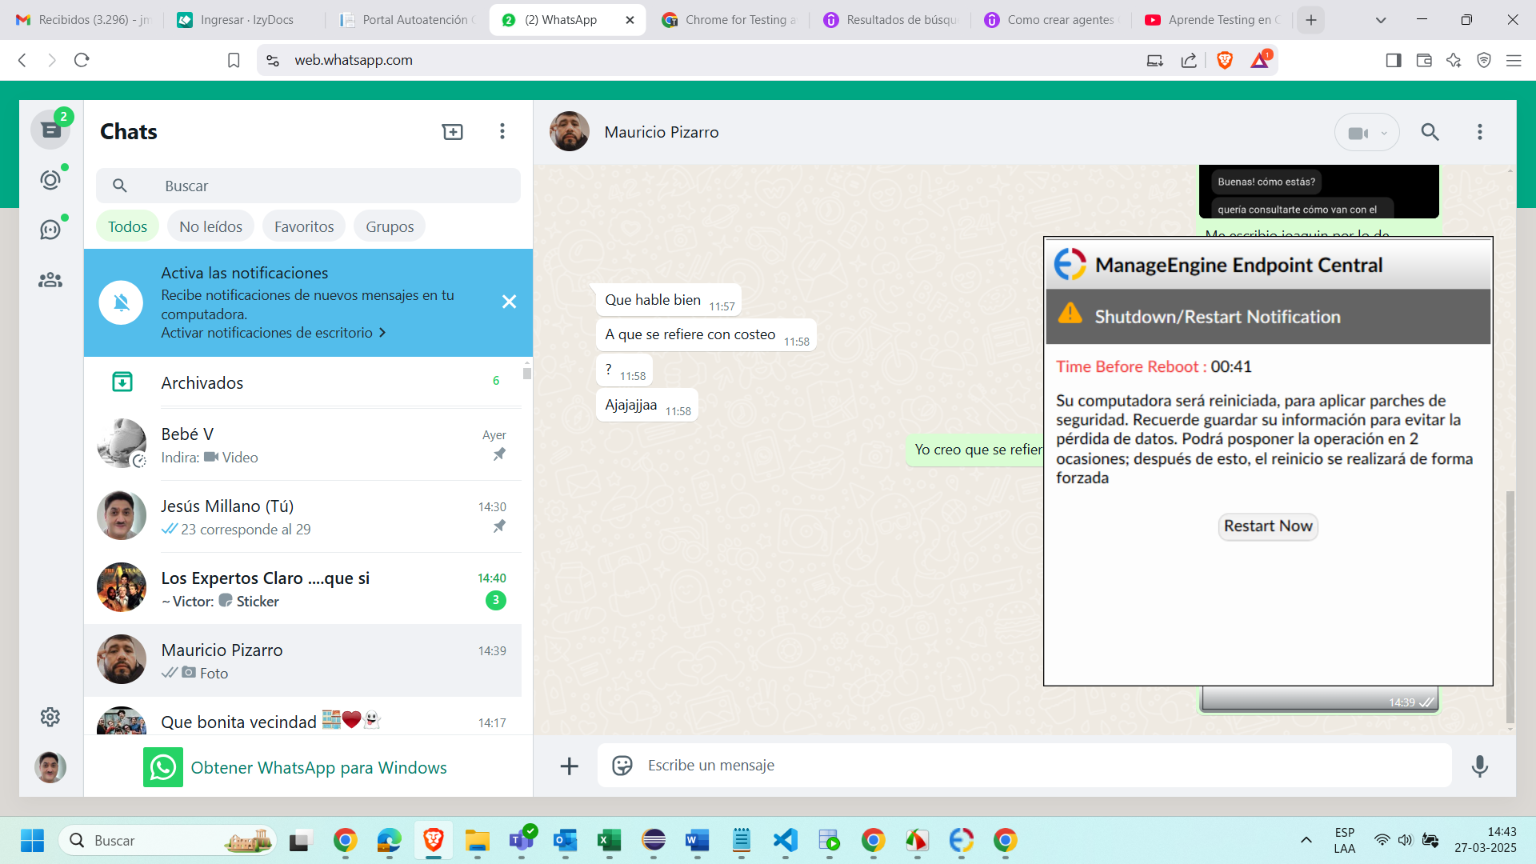 Recibidos (3.296) - jm
Ingresar · IzyDocs
Portal Autoatención
(2) WhatsApp
Chrome for Testing a
Resultados de búsqu
Como crear agentes
Aprende Testing en
web.whatsapp.com
2
Chats
Buscar
Todos
No leídos
Favoritos
Grupos
Activa las notificaciones
Recibe notificaciones de nuevos mensajes en tu
computadora.
Activar notificaciones de escritorio
Archivados
6
Bebé V
Ayer
Indira: Video
Jesús Millano (Tú)
14:30
23 corresponde al 29
Los Expertos Claro ....que si
14:40
~ Victor: Sticker
3
Mauricio Pizarro
14:39
Foto
Que bonita vecindad
14:17
Obtener WhatsApp para Windows
Mauricio Pizarro
Buenas! cómo estás?
quería consultarte cómo van con el
Me escribio joaquin por lo de
Que hable bien 11:57
A que se refiere con costeo 11:58
? 11:58
Ajajajjaa 11:58
Yo creo que se refier
ManageEngine Endpoint Central
Shutdown/Restart Notification
Time Before Reboot : 00:41
Su computadora será reiniciada, para aplicar parches de
seguridad. Recuerde guardar su información para evitar la
pérdida de datos. Podrá posponer la operación en 2
ocasiones; después de esto, el reinicio se realizará de forma
forzada
Restart Now
14:39
Escribe un mensaje
Buscar
ESP
LAA
14:43
27-03-2025